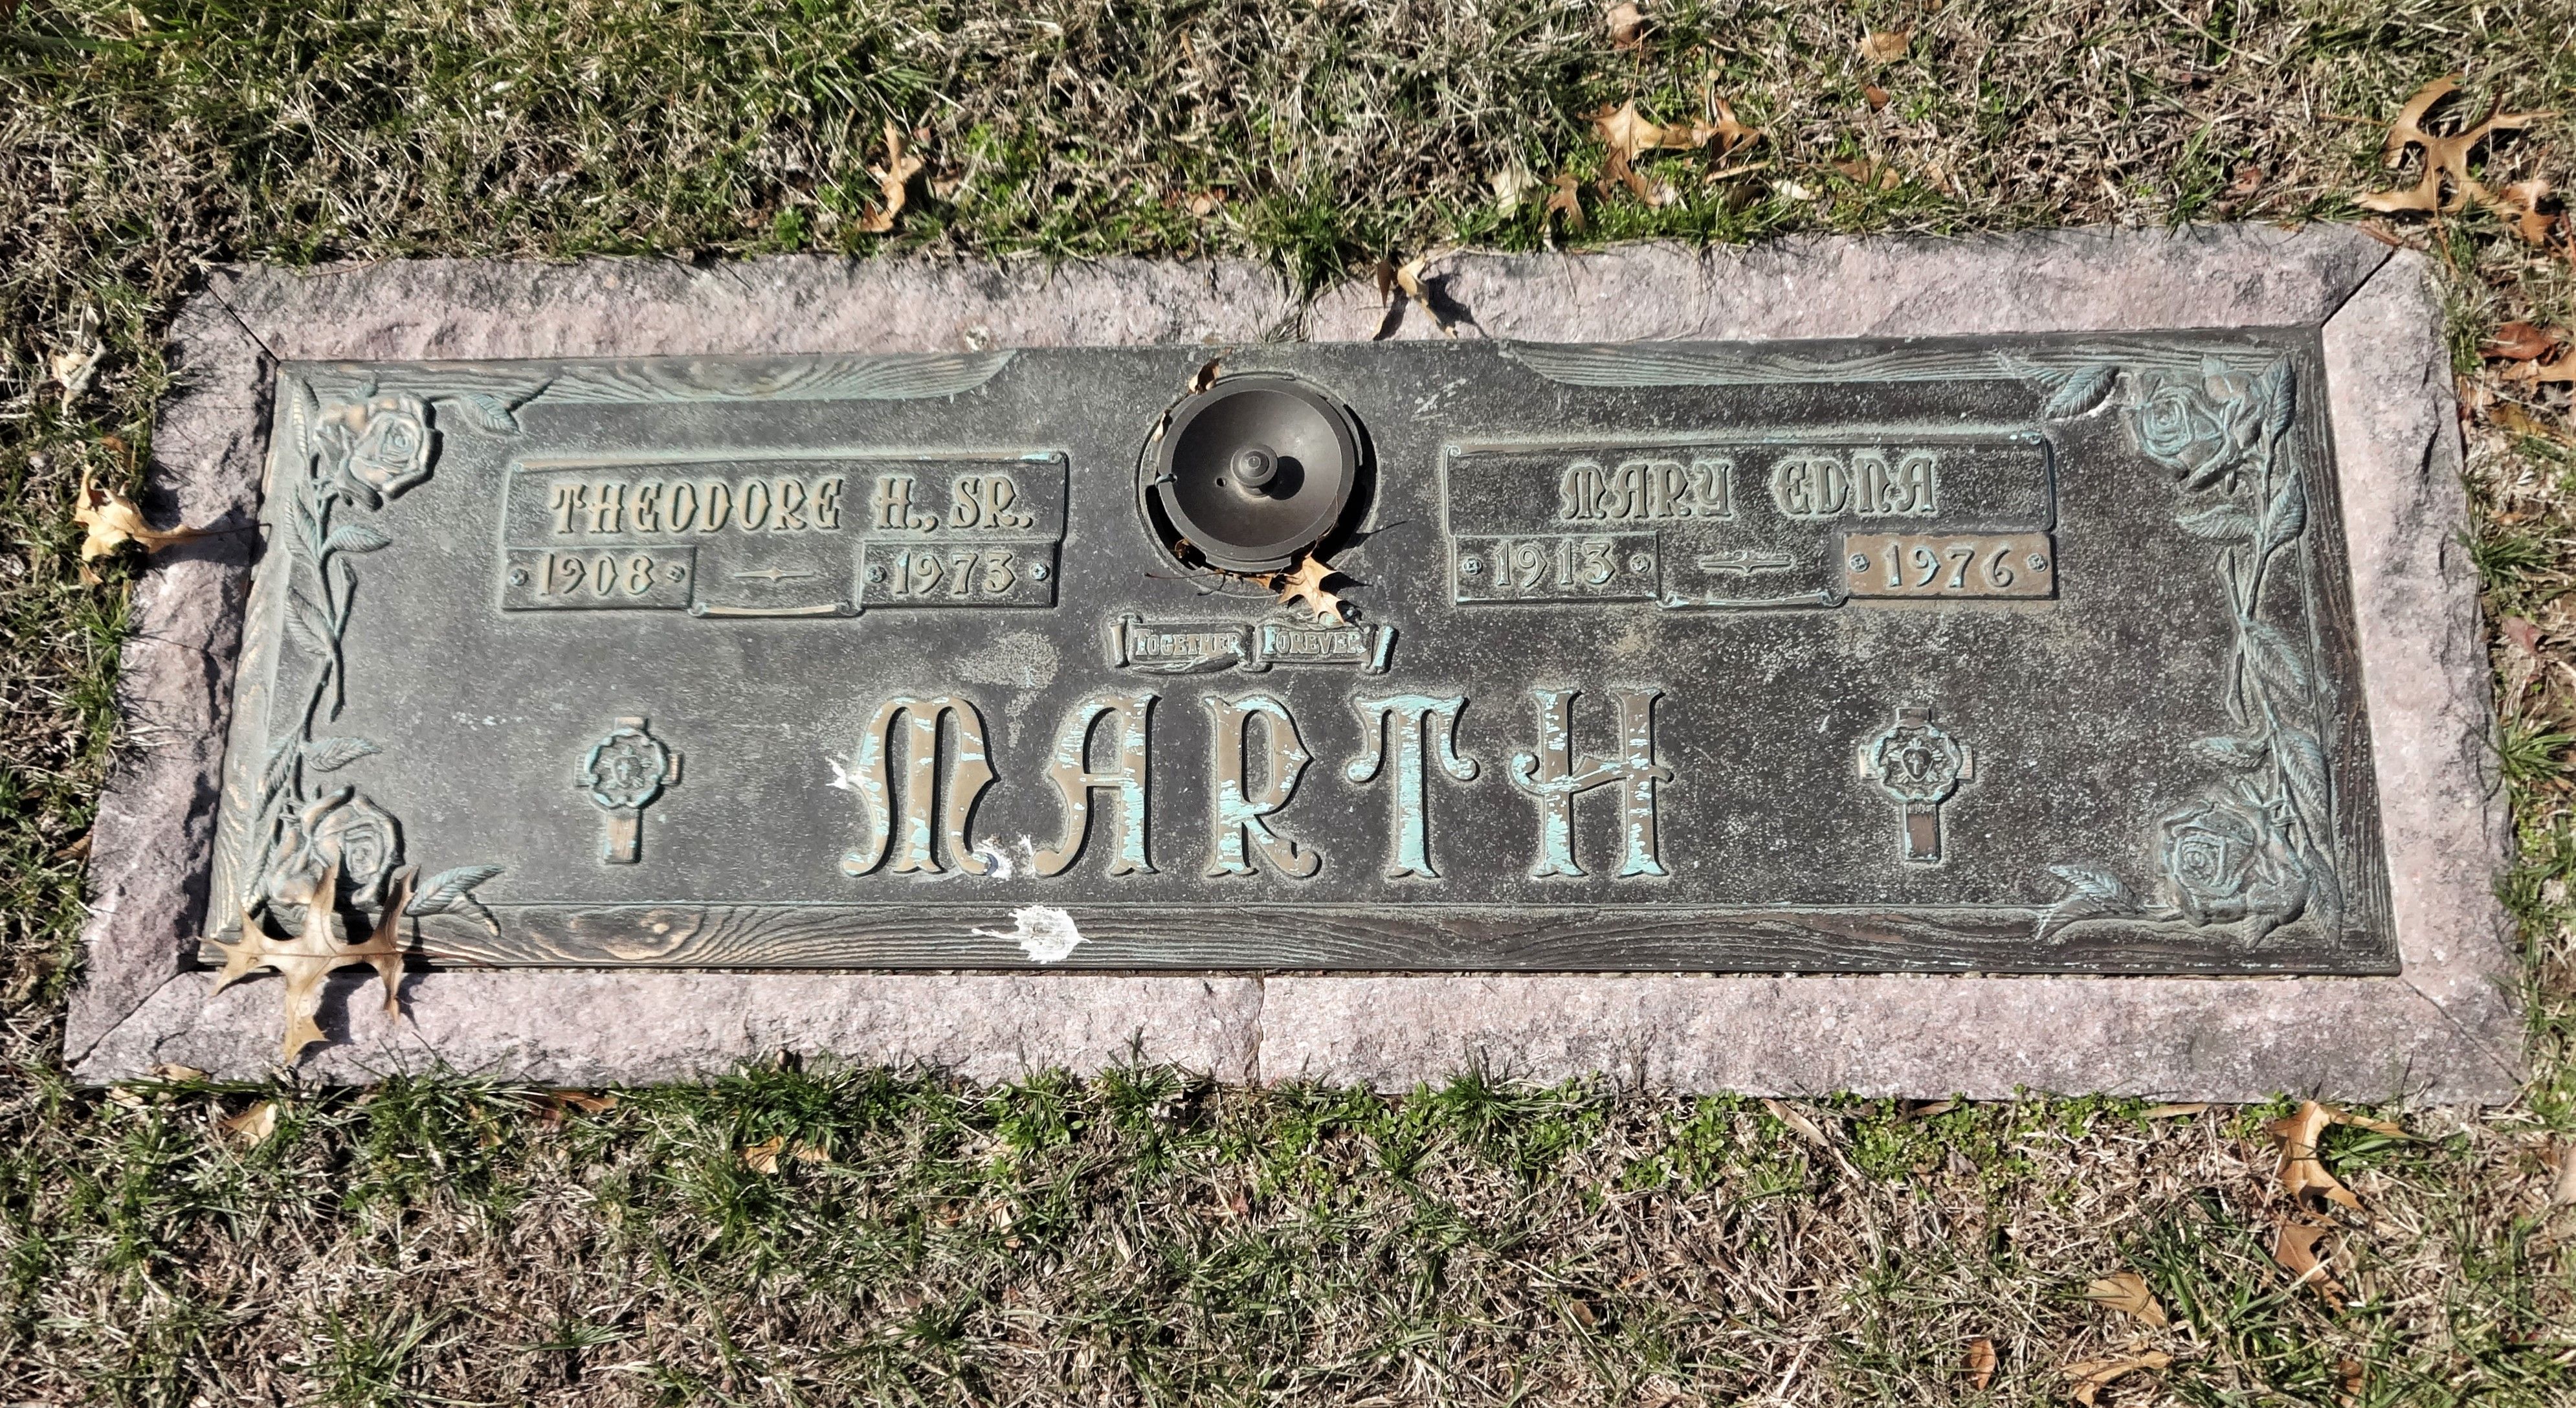 THEODORE H. SR.
1908 — 1973
MARY EDNA
1913 — 1976
TOGETHER FOREVER
MARTH